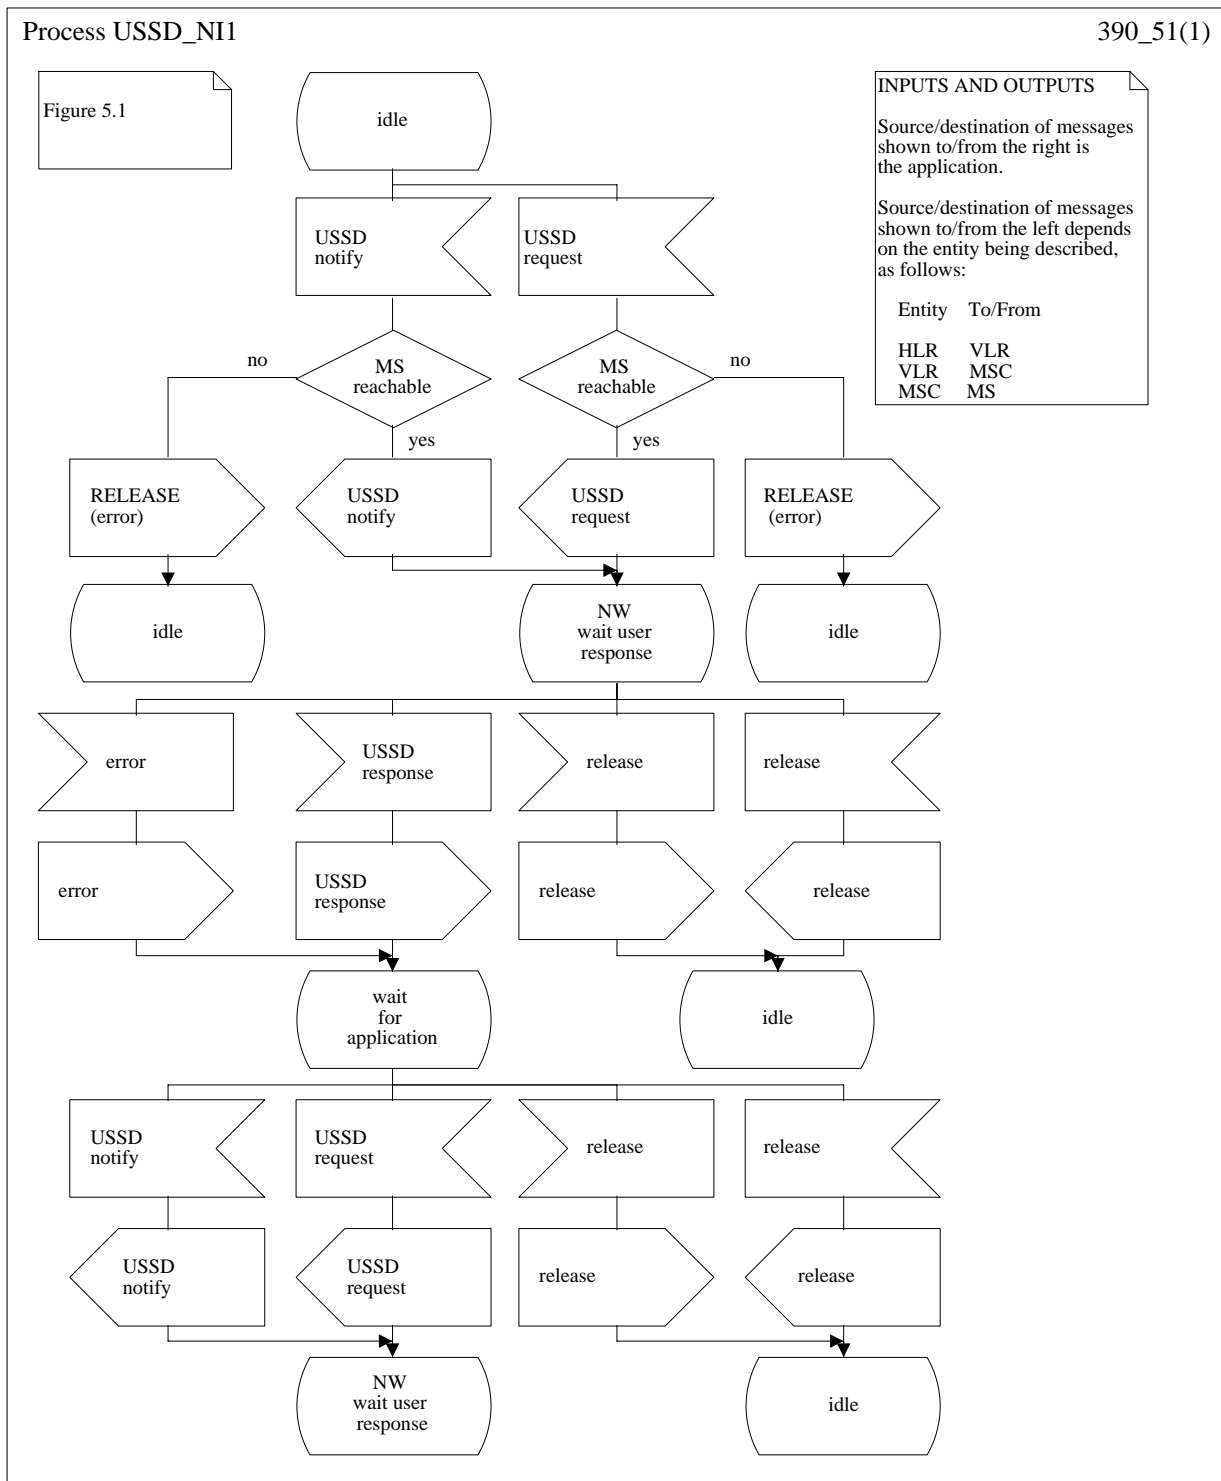 Process USSD_NI1
390_51(1)
Figure 5.1
idle
INPUTS AND OUTPUTS
Source/destination of messages
shown to/from the right is
the application.
Source/destination of messages
shown to/from the left depends
on the entity being described,
as follows:
Entity To/From
HLR VLR
VLR MSC
MSC MS
USSD
notify
USSD
request
no
MS
reachable
MS
reachable
no
yes
yes
RELEASE
(error)
USSD
notify
USSD
request
RELEASE
(error)
idle
NW
wait user
response
idle
error
USSD
response
release
release
error
USSD
response
release
release
wait
for
application
idle
USSD
notify
USSD
request
release
release
USSD
notify
USSD
request
release
release
NW
wait user
response
idle